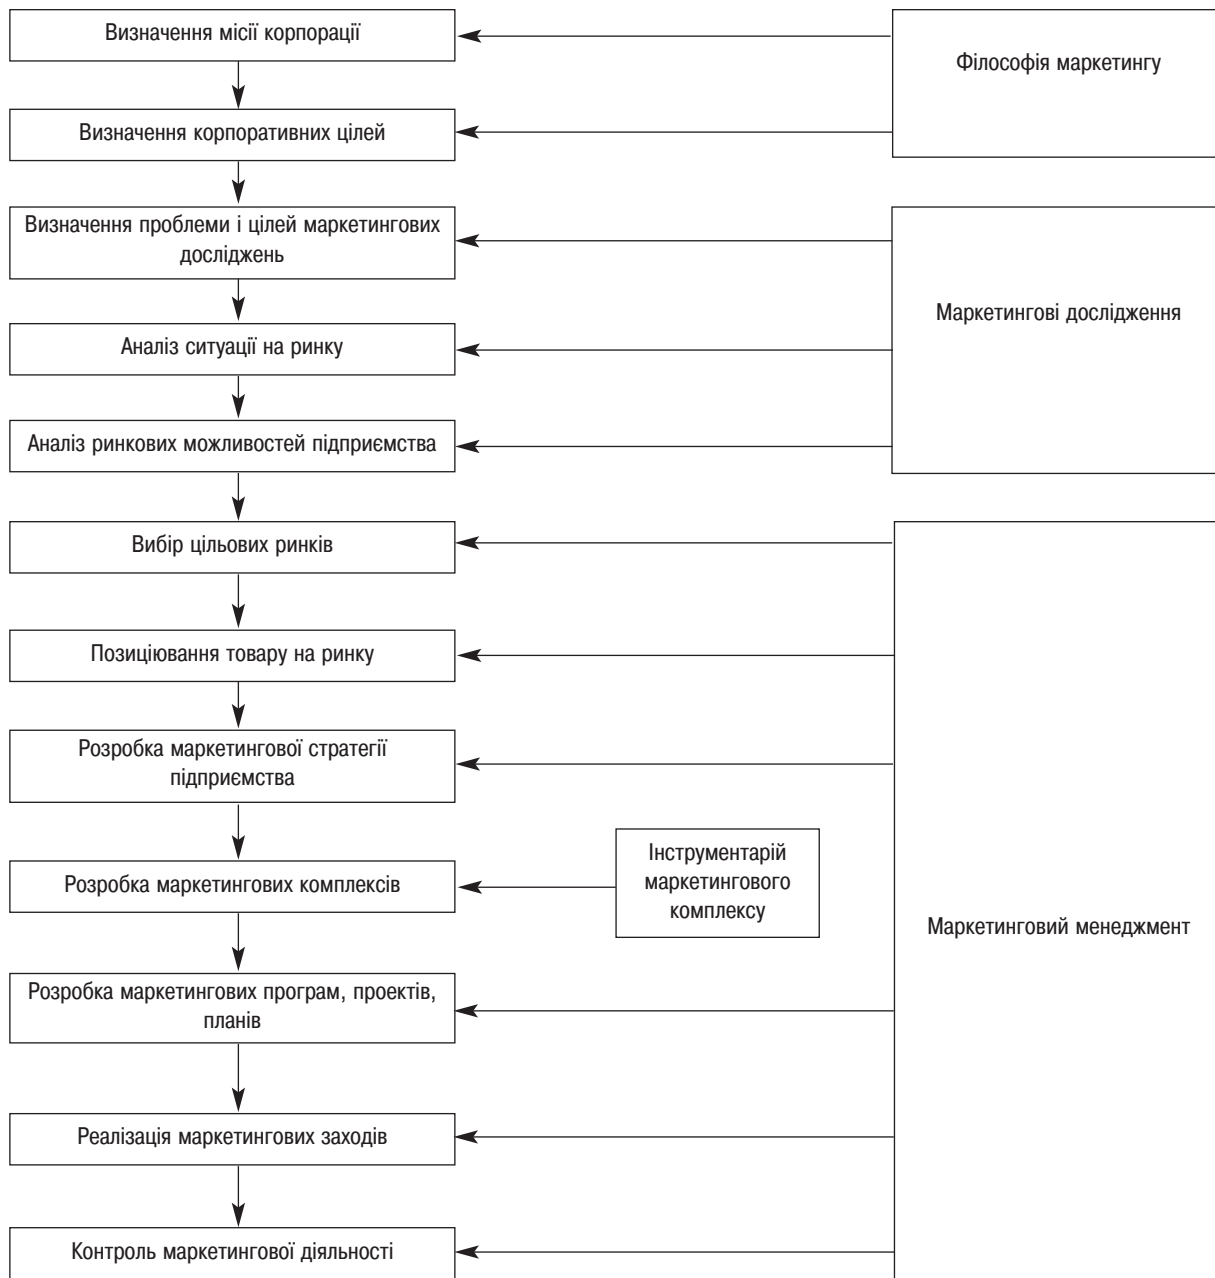 Визначення місії корпорації
Філософія маркетингу
Визначення корпоративних цілей
Визначення проблеми і цілей маркетингових
досліджень
Маркетингові дослідження
Аналіз ситуації на ринку
Аналіз ринкових можливостей підприємства
Вибір цільових ринків
Позиціювання товару на ринку
Розробка маркетингової стратегії
підприємства
Розробка маркетингових комплексів
Інструментарій
маркетингового
комплексу
Маркетинговий менеджмент
Розробка маркетингових програм, проектів,
планів
Реалізація маркетингових заходів
Контроль маркетингової діяльності